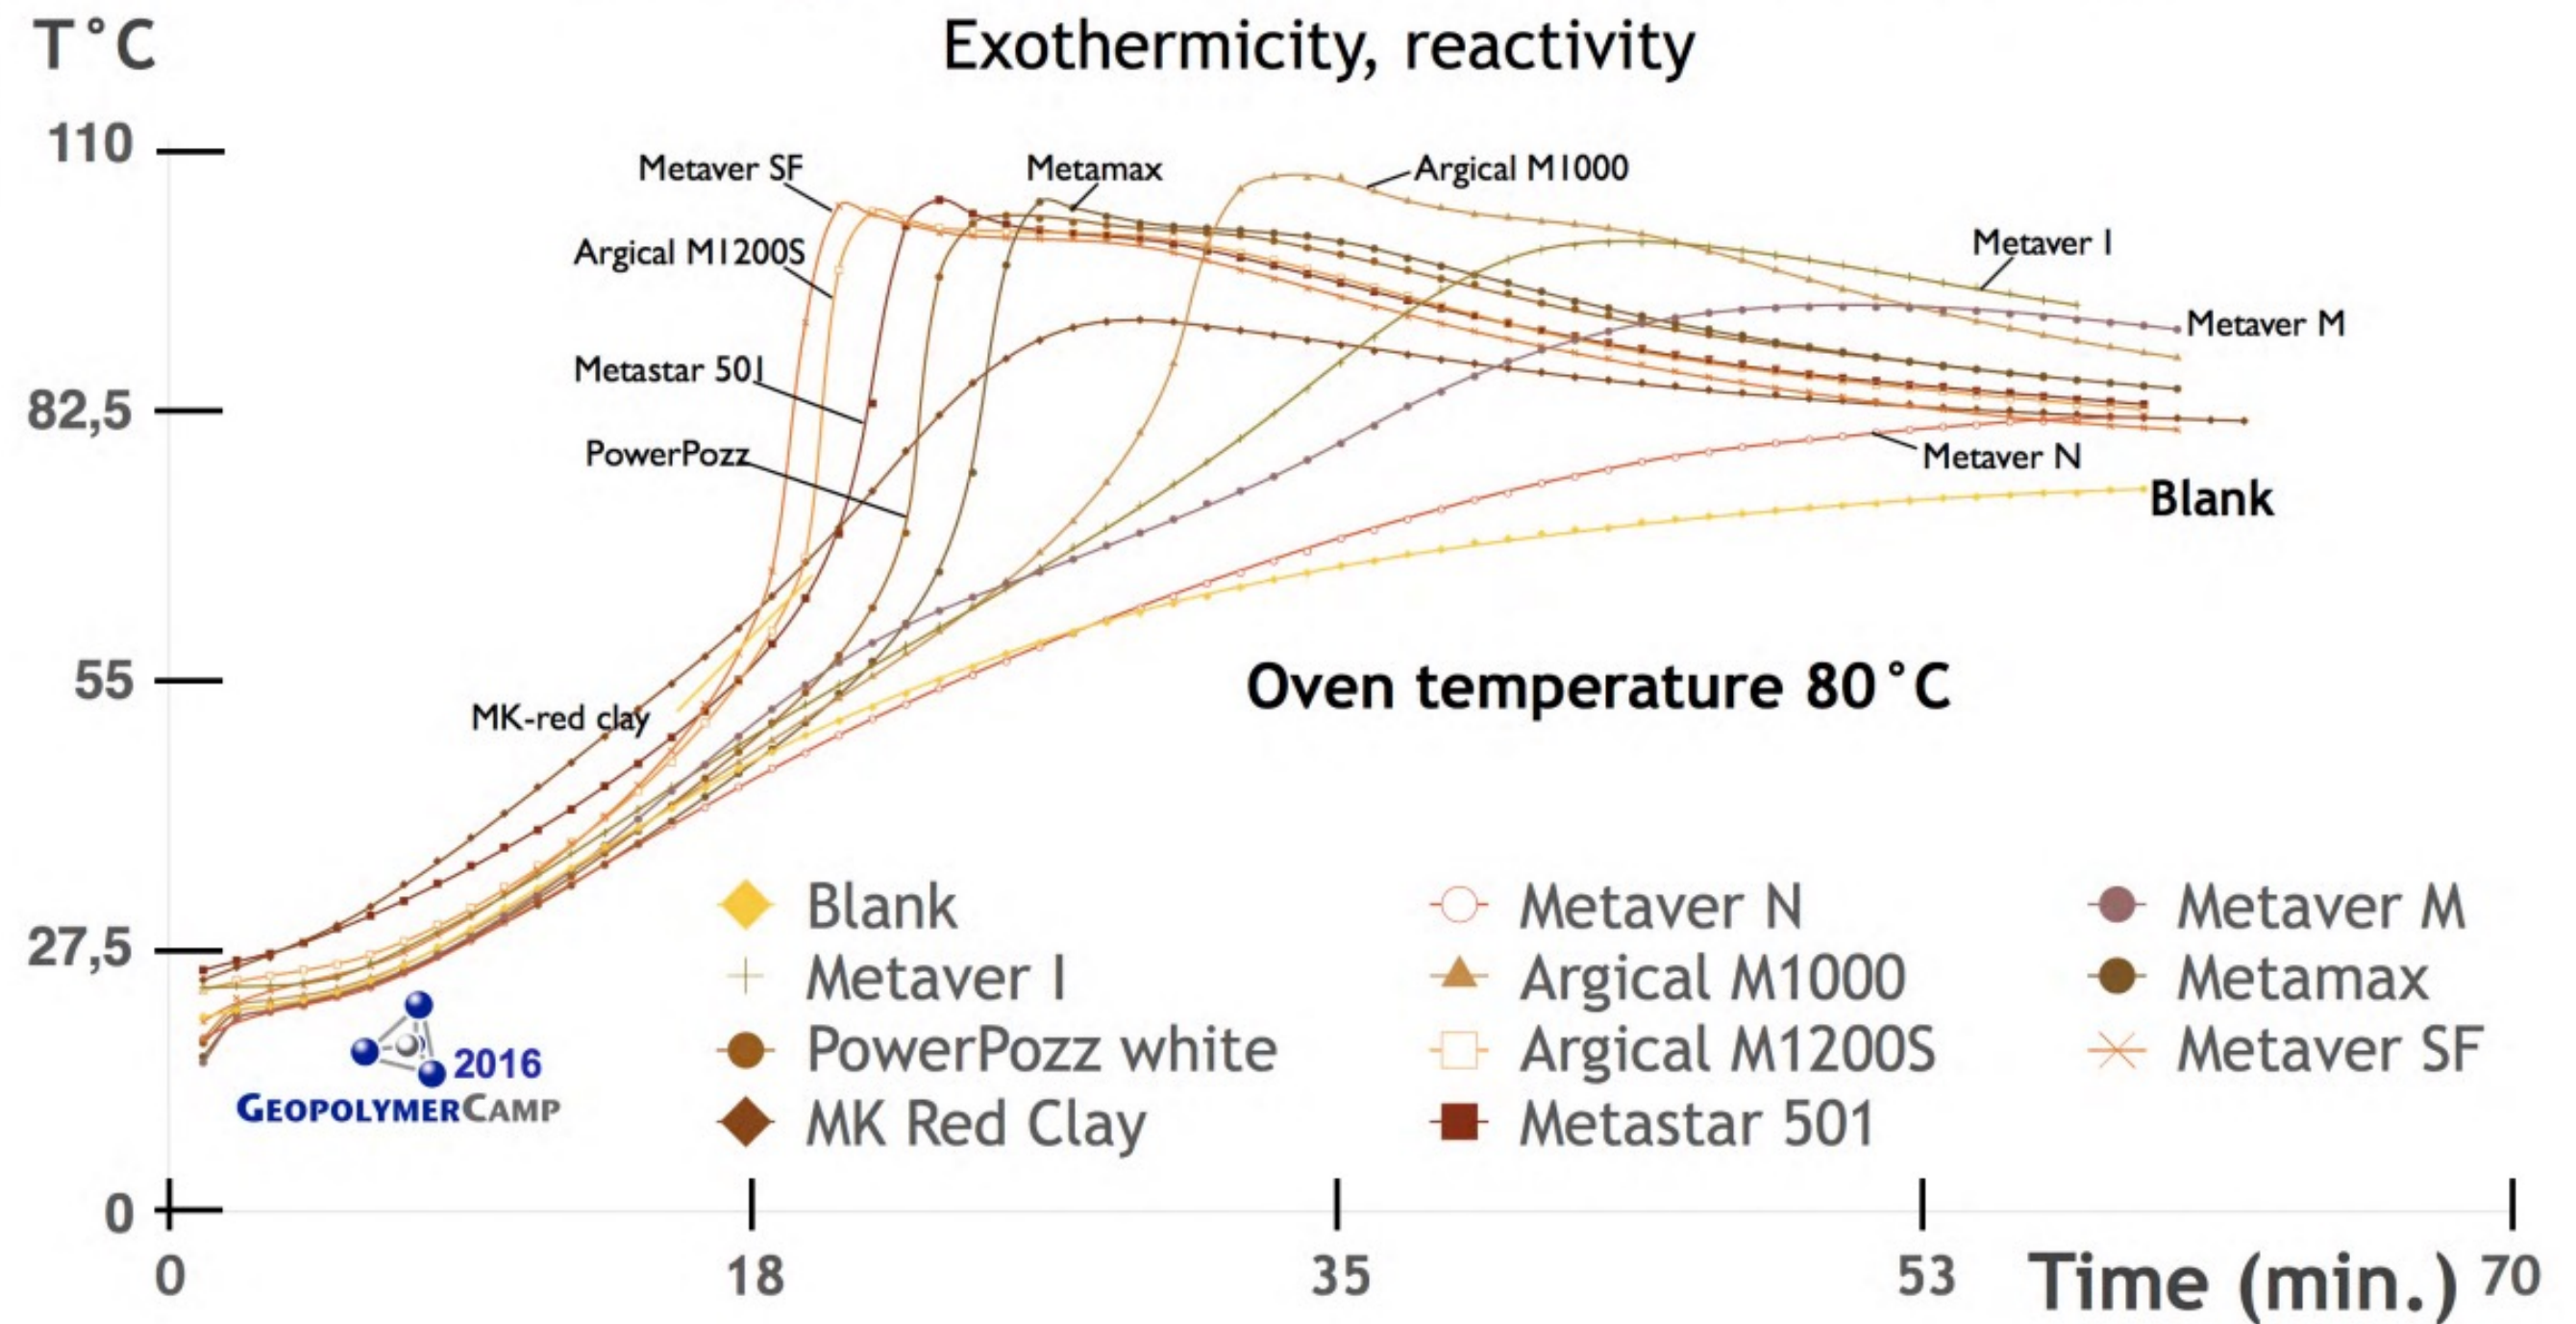 T°C
Exothermicity, reactivity
110
Metaver SF
Metamax
Argical M1000
Argical M1200S
Metaver I
Metaver M
Metastar 501
82,5
PowerPozz
Metaver N
Blank
55
Oven temperature 80°C
MK-red clay
27,5
Blank
Metaver N
Metaver M
Metaver I
Argical M1000
Metamax
PowerPozz white
Argical M1200S
Metaver SF
MK Red Clay
Metastar 501
2016
GEOPOLYMERCAMP
0
0
18
35
53
Time (min.)
70